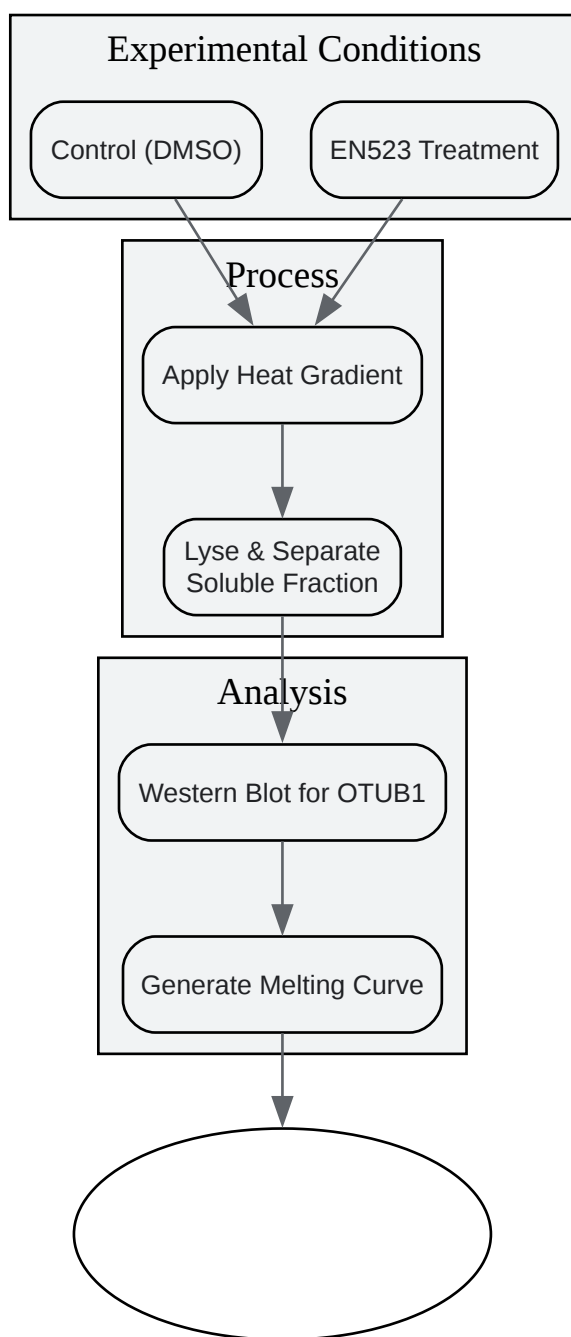 Experimental Conditions
Control (DMSO)
EN523 Treatment
Process
Apply Heat Gradient
Lyse & Separate
Soluble Fraction
Analysis
Western Blot for OTUB1
Generate Melting Curve